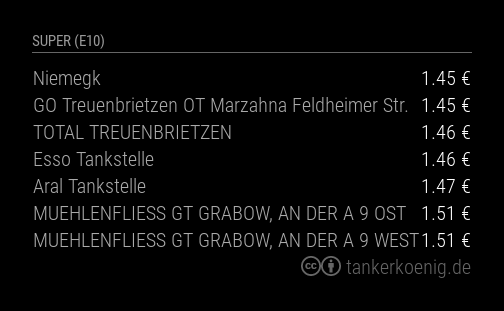 SUPER (E10)
Niemegk 1.45 €
GO Treuenbrietzen OT Marzahna Feldheimer Str. 1.45 €
TOTAL TREUENBRIETZEN 1.46 €
Esso Tankstelle 1.46 €
Aral Tankstelle 1.47 €
MUEHLENFLIESS GT GRABOW, AN DER A 9 OST 1.51 €
MUEHLENFLIESS GT GRABOW, AN DER A 9 WEST 1.51 €
cc tankerkoenig.de